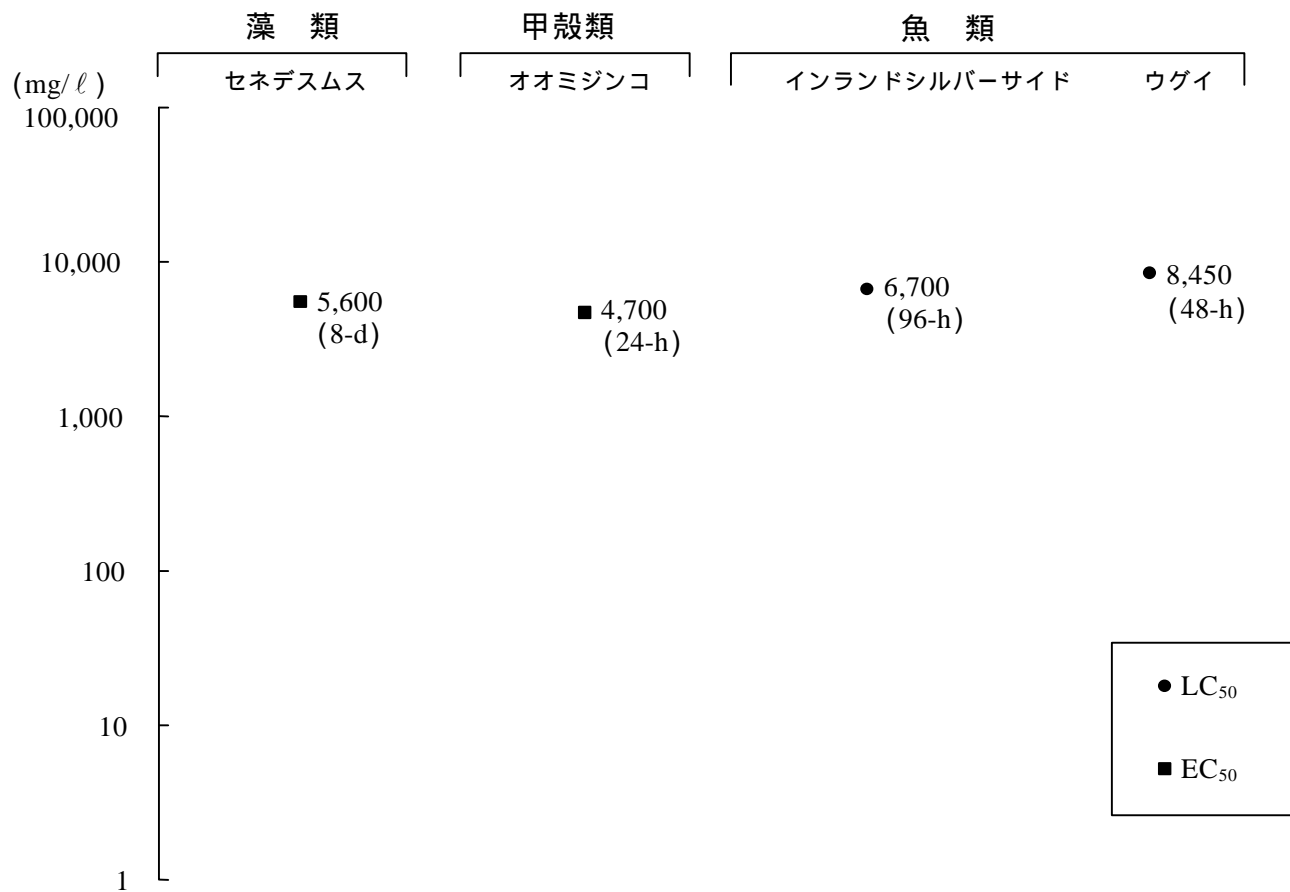 藻　類　甲殻類　魚　類
セネデスムス　オオミジンコ　インランドシルバーサイド　ウグイ
(mg/ℓ)
100,000
10,000
5,600
(8-d)
4,700
(24-h)
6,700
(96-h)
8,450
(48-h)
1,000
100
10
1
● LC₅₀
■ EC₅₀